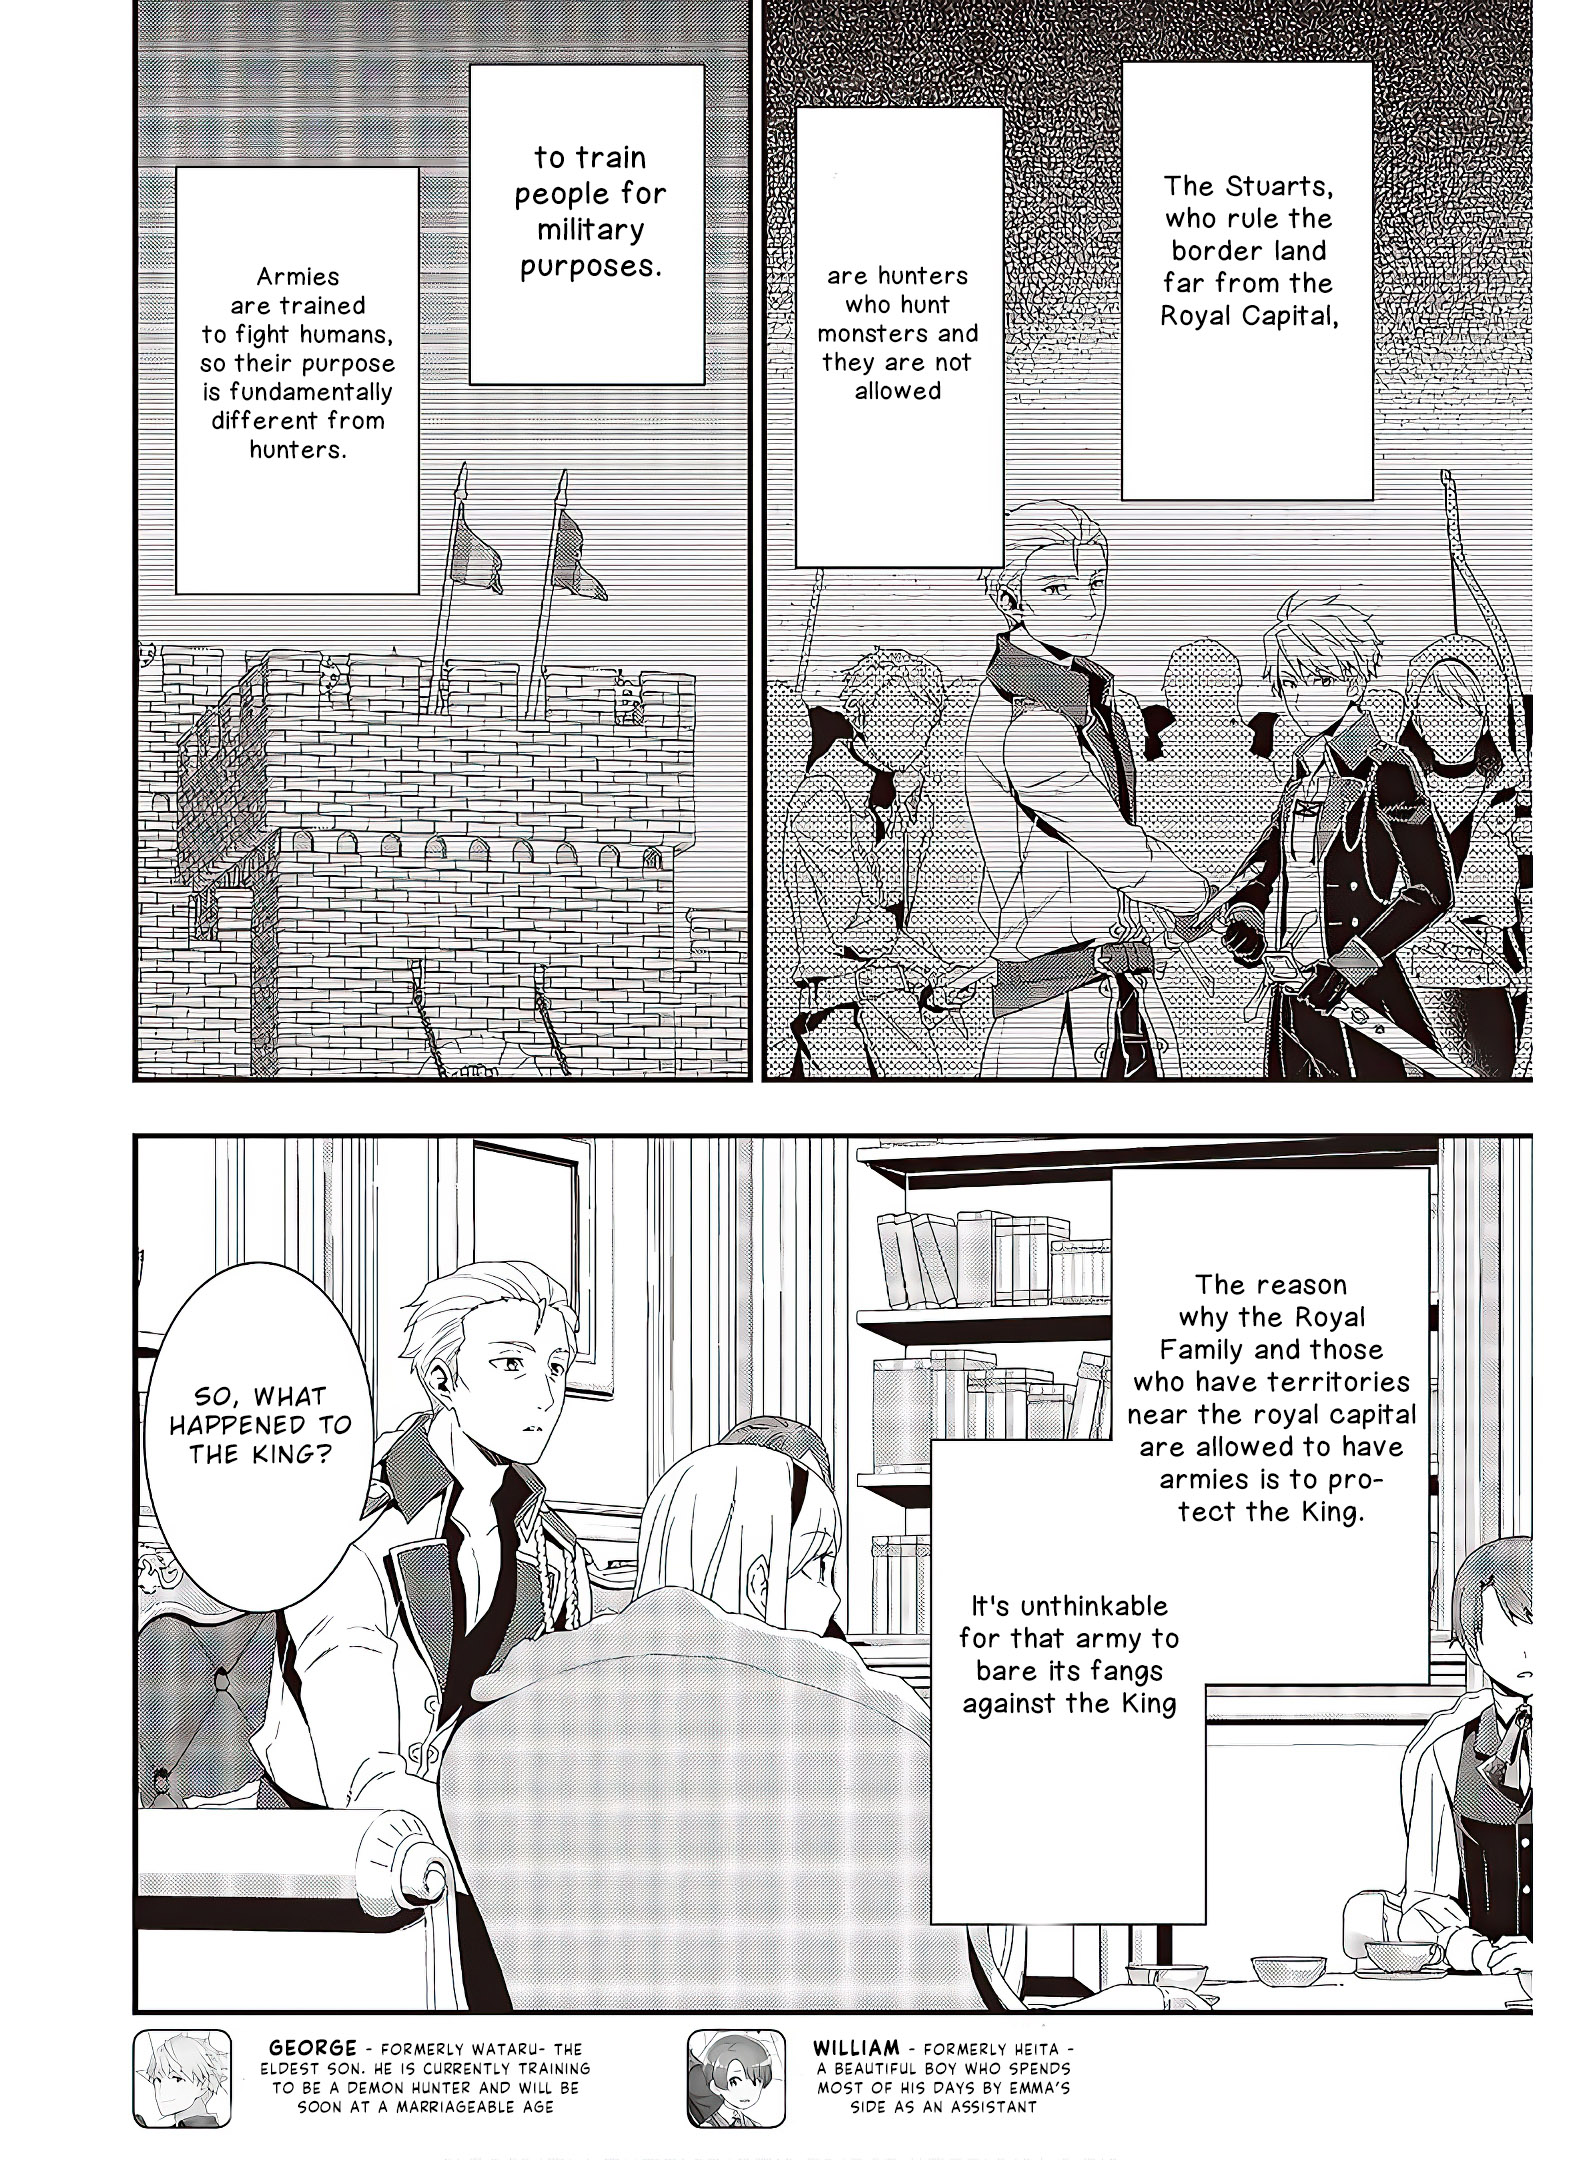 The Stuarts,
who rule the
border land
far from the
Royal Capital,
are hunters
who hunt
monsters and
they are not
allowed
to train
people for
military
purposes.
Armies
are trained
to fight humans,
so their purpose
is fundamentally
different from
hunters.
The reason
why the Royal
Family and those
who have territories
near the royal capital
are allowed to have
armies is to pro-
tect the King.
It's unthinkable
for that army to
bare its fangs
against the King
SO, WHAT
HAPPENED TO
THE KING?
GEORGE - FORMERLY WATARU- THE
ELDEST SON. HE IS CURRENTLY TRAINING
TO BE A DEMON HUNTER AND WILL BE
SOON AT A MARRIAGEABLE AGE
WILLIAM - FORMERLY HEITA -
A BEAUTIFUL BOY WHO SPENDS
MOST OF HIS DAYS BY EMMA'S
SIDE AS AN ASSISTANT